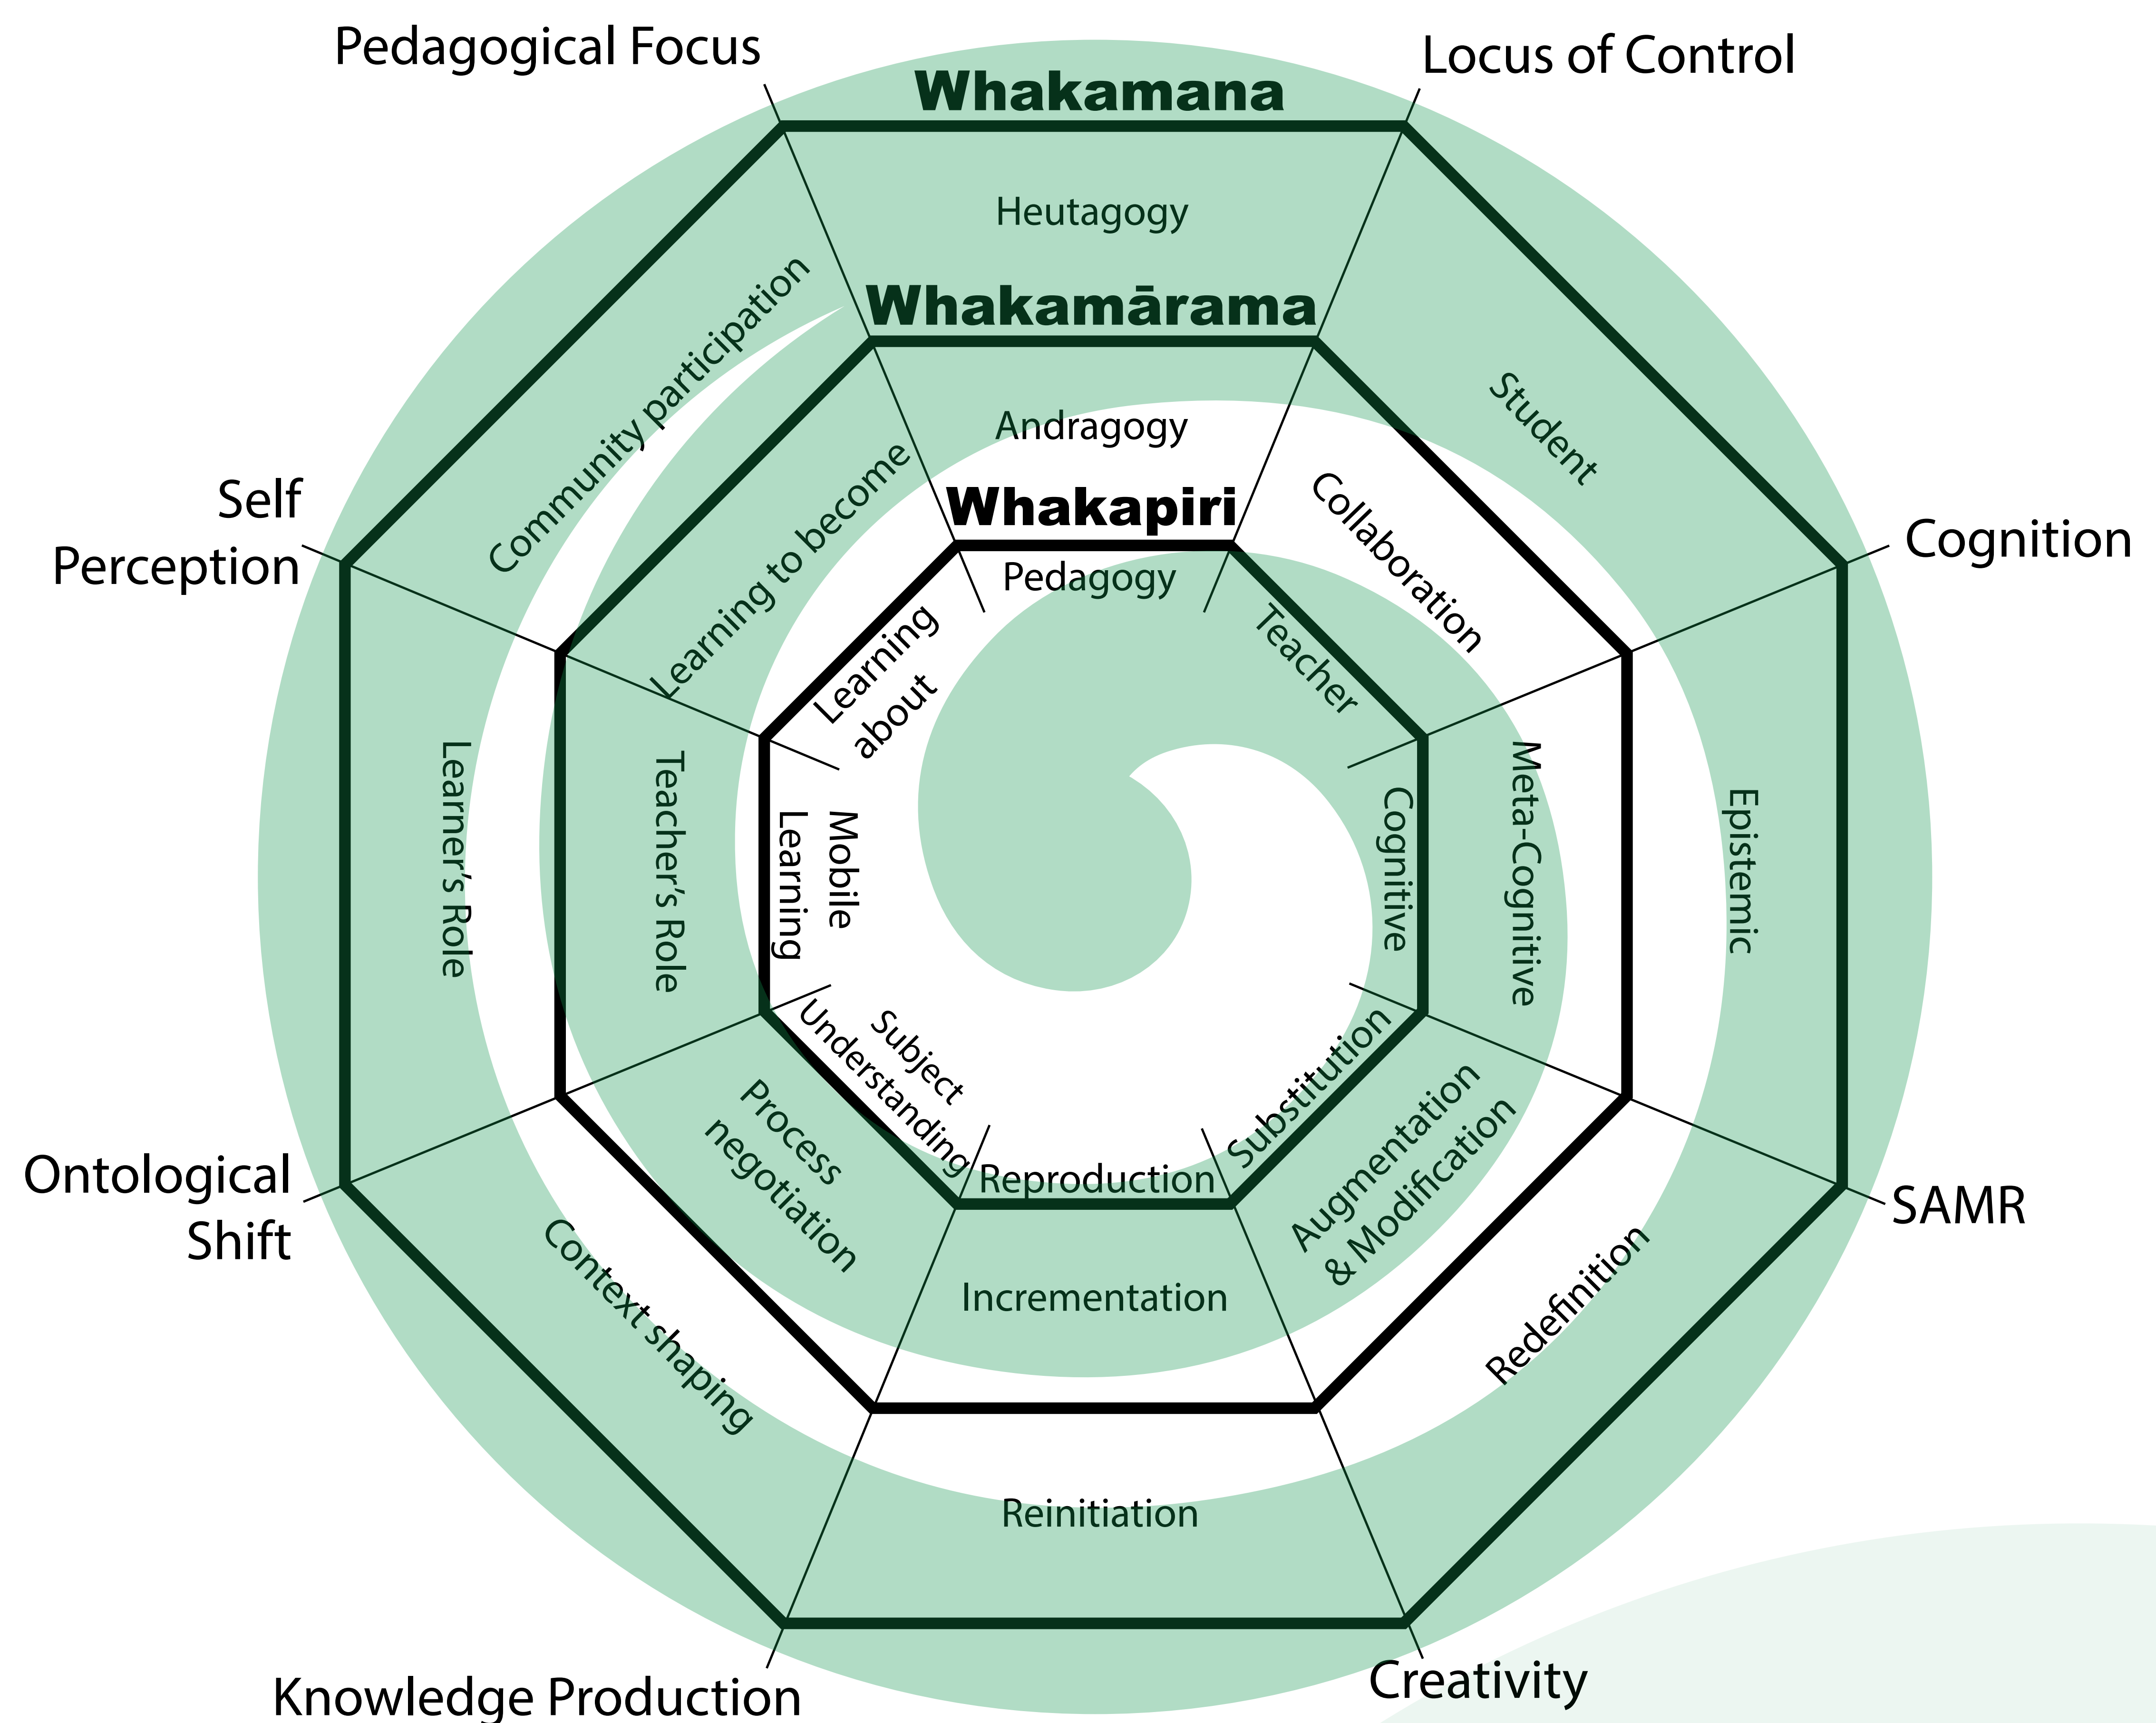 Pedagogical Focus
Locus of Control
Whakamana
Heutagogy
Whakamārama
Andragogy
Whakapiri
Pedagogy
Student
Collaboration
Teacher
Cognition
Epistemic
Meta-Cognitive
Cognitive
SAMR
Redefinition
Augmentation
& Modification
Substitution
Creativity
Reinitiation
Incrementation
Reproduction
Knowledge Production
Context shaping
Process
negotiation
Subject
Understanding
Ontological
Shift
Learner’s Role
Teacher’s Role
Mobile
Learning
Self
Perception
Community participation
Learning to become
Learning
about